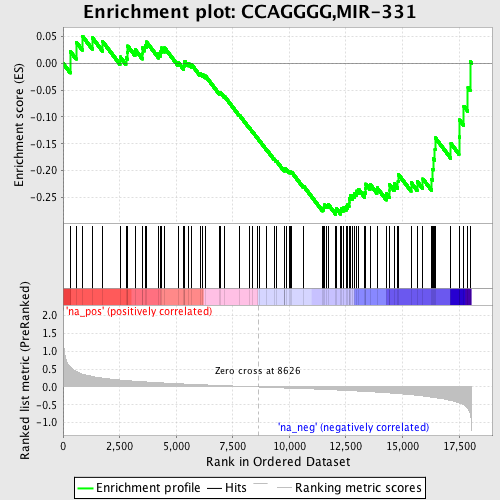 Enrichment plot: CCAGGGG,MIR-331
Enrichment score (ES)
0.05
0.00
-0.05
-0.10
-0.15
-0.20
-0.25
'na_pos' (positively correlated)
Ranked list metric (PreRanked)
2.0
1.5
1.0
0.5
0.0
-0.5
-1.0
Zero cross at 8626
'na_neg' (negatively correlated)
0
2,500
5,000
7,500
10,000
12,500
15,000
17,500
Rank in Ordered Dataset
Enrichment profile
Hits
Ranking metric scores